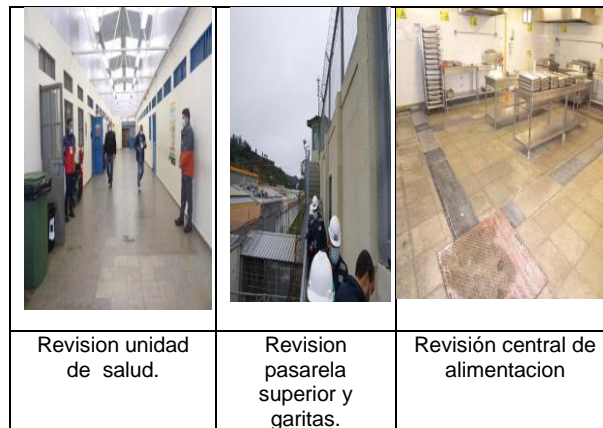 Revision unidad
de salud.
Revision
pasarela
superior y
garitas.
Revisión central de
alimentacion